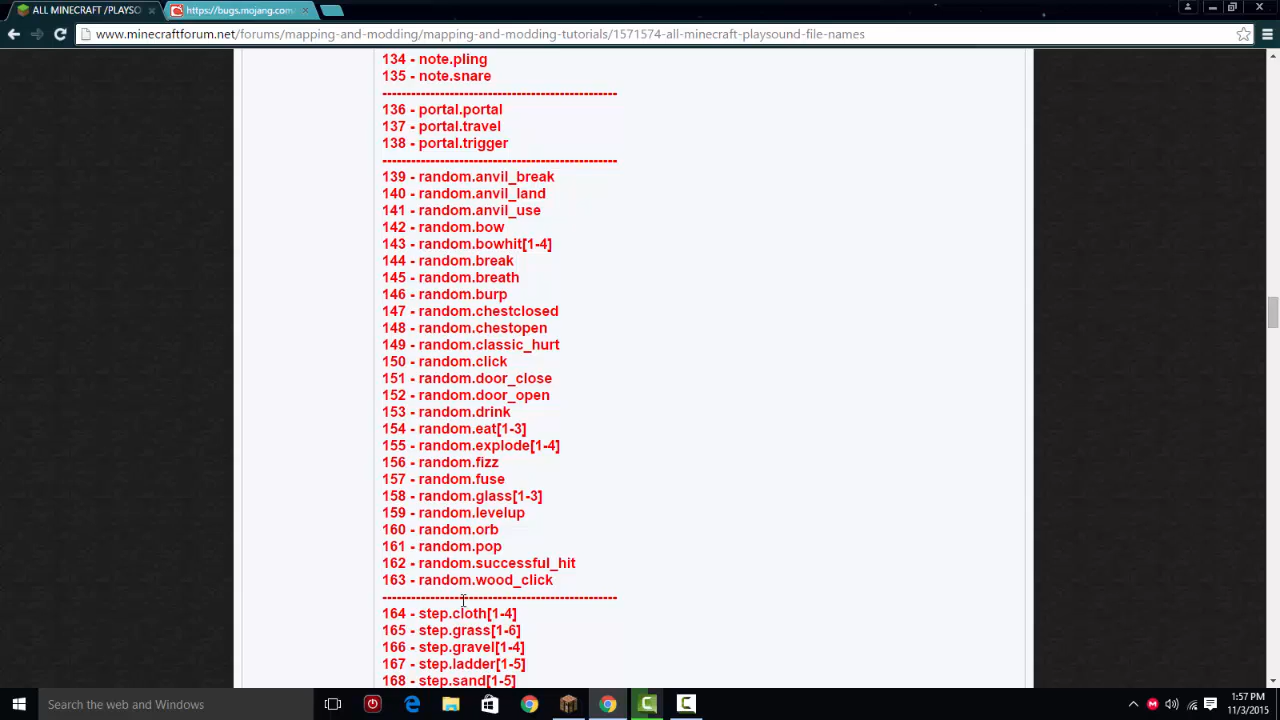 ALL MINECRAFT /PLAYSO
https://bugs.mojang.com/
www.minecraftforum.net/forums/mapping-and-modding/mapping-and-modding-tutorials/1571574-all-minecraft-playsound-file-names
134 - note.pling
135 - note.snare
------------------------------------------------
136 - portal.portal
137 - portal.travel
138 - portal.trigger
------------------------------------------------
139 - random.anvil_break
140 - random.anvil_land
141 - random.anvil_use
142 - random.bow
143 - random.bowhit[1-4]
144 - random.break
145 - random.breath
146 - random.burp
147 - random.chestclosed
148 - random.chestopen
149 - random.classic_hurt
150 - random.click
151 - random.door_close
152 - random.door_open
153 - random.drink
154 - random.eat[1-3]
155 - random.explode[1-4]
156 - random.fizz
157 - random.fuse
158 - random.glass[1-3]
159 - random.levelup
160 - random.orb
161 - random.pop
162 - random.successful_hit
163 - random.wood_click
------------------------------------------------
164 - step.cloth[1-4]
165 - step.grass[1-6]
166 - step.gravel[1-4]
167 - step.ladder[1-5]
168 - step.sand[1-5]
Search the web and Windows
1:57 PM
11/3/2015